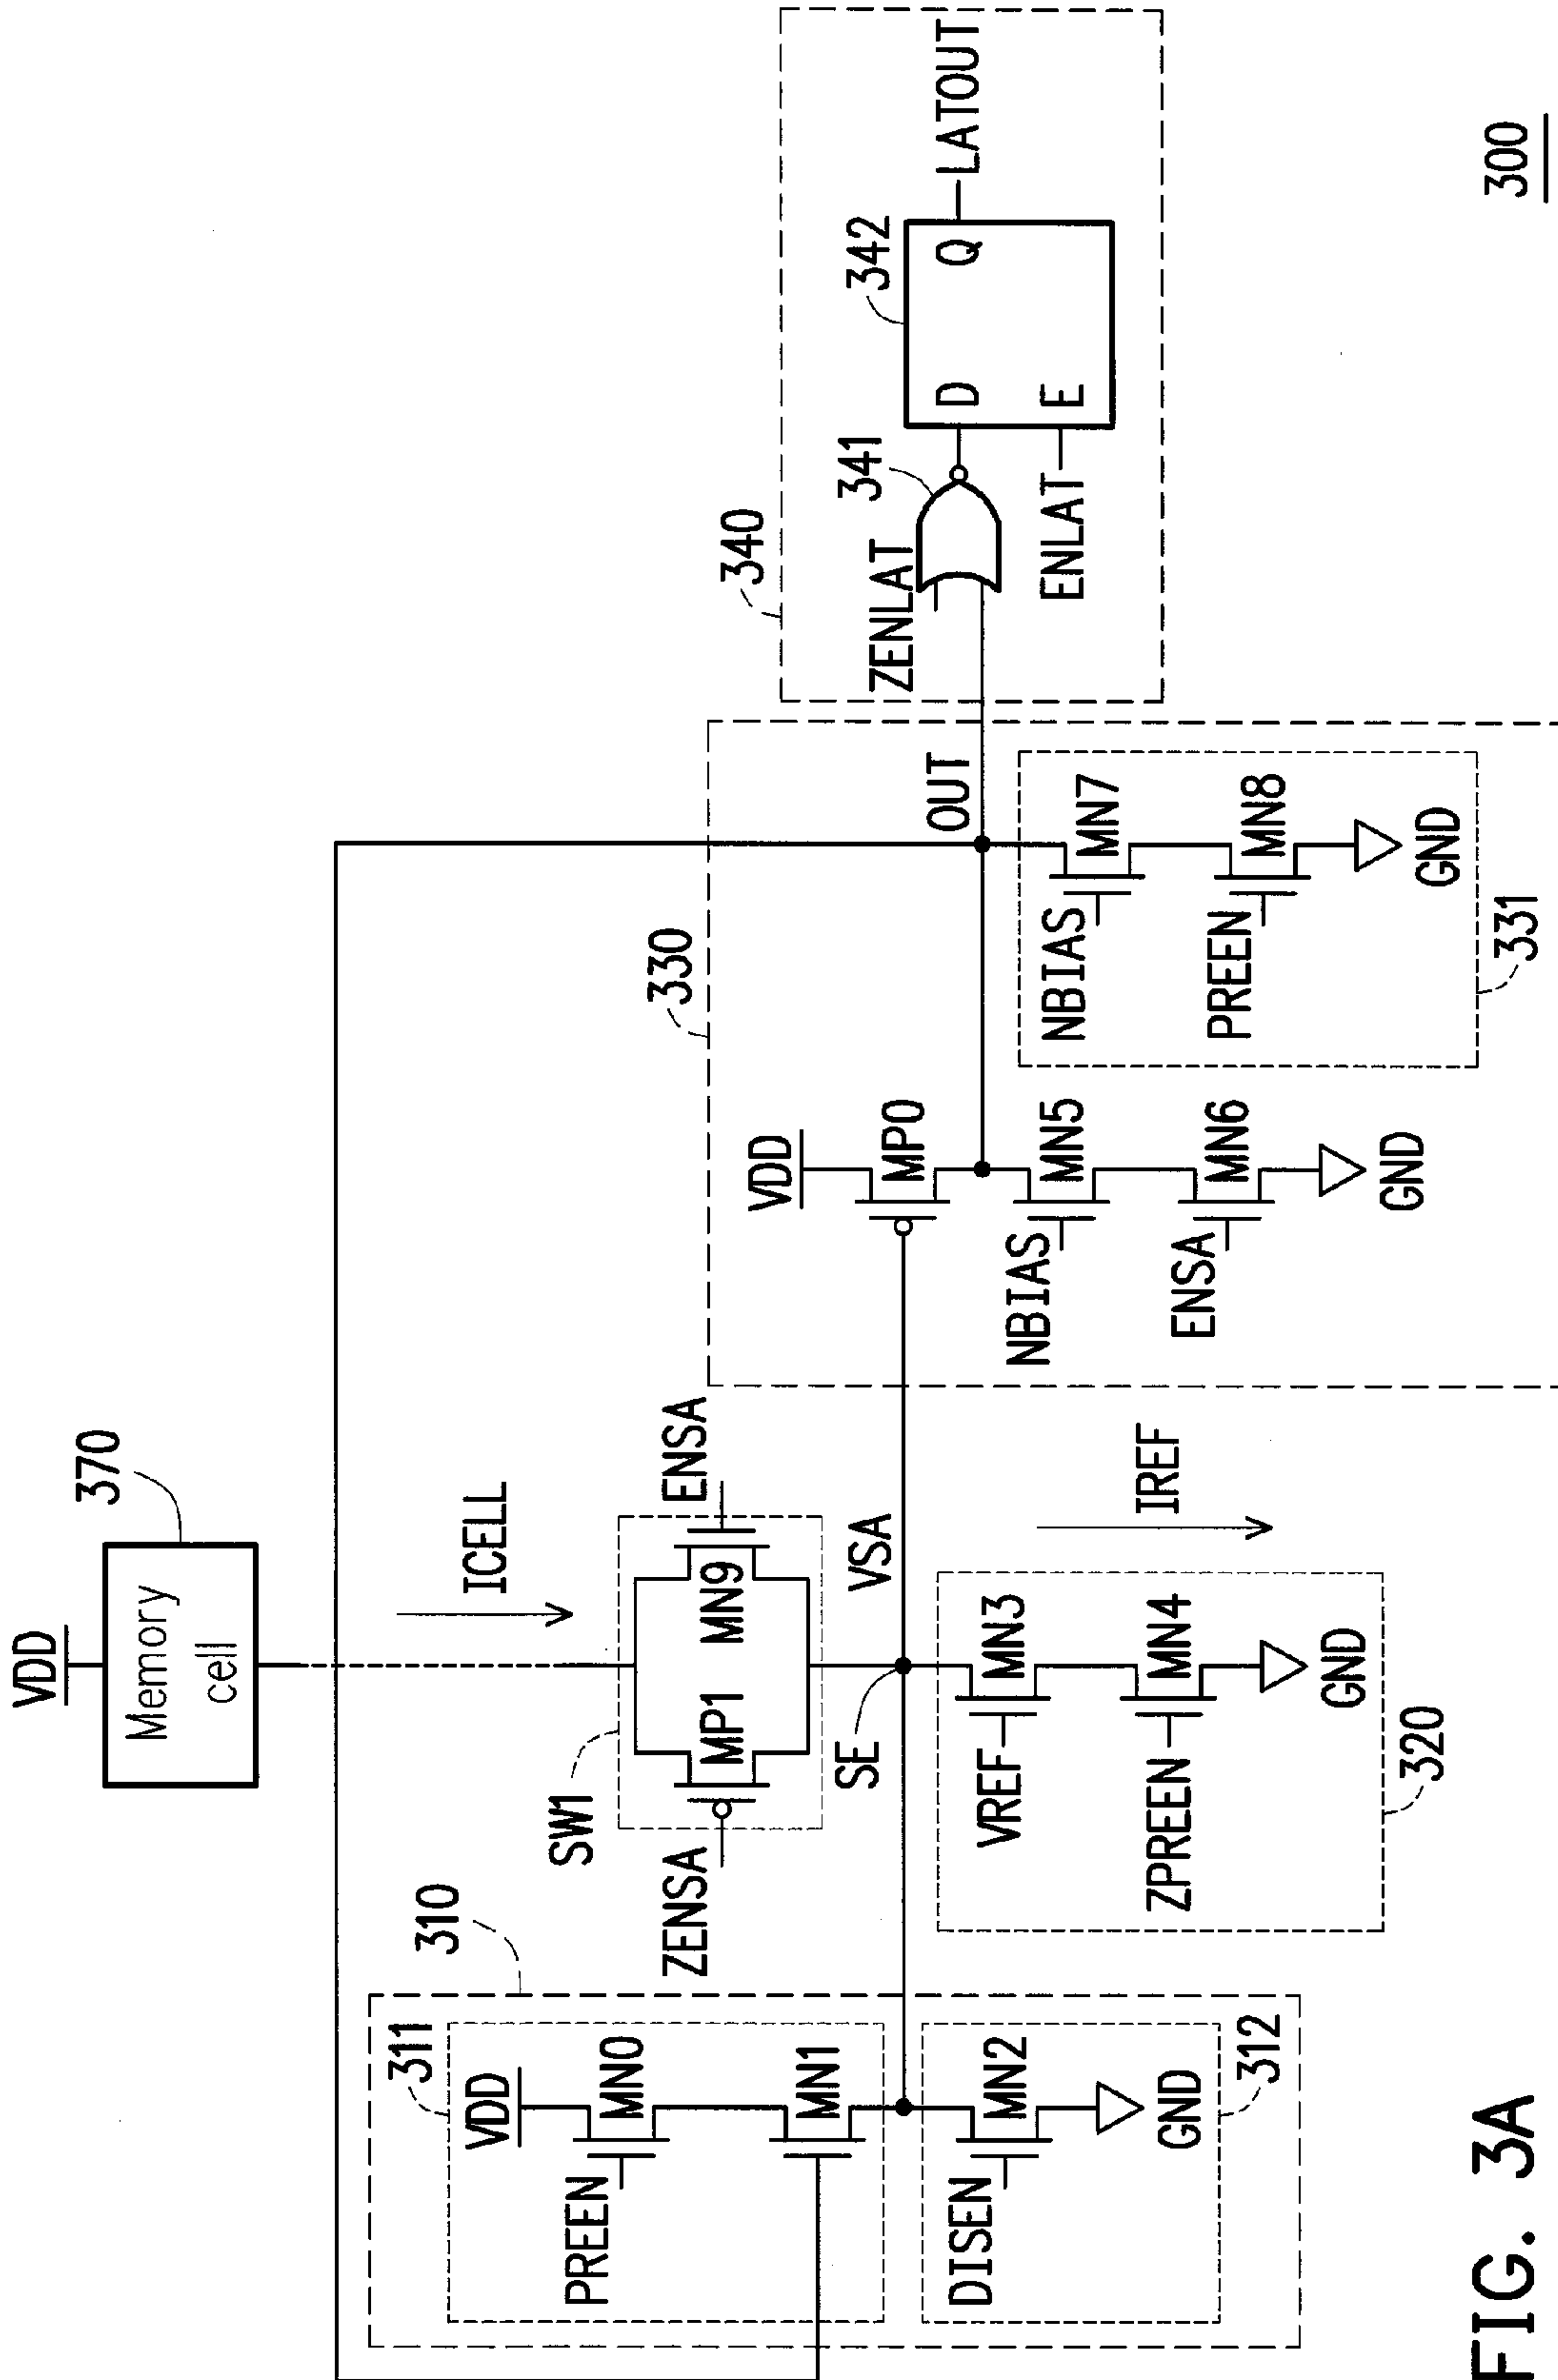 VDD
Memory
cell
370
ICELL
310
311
VDD
PREEN
MN0
MN1
DISEN
MN2
GND
312
SW1
ZENSA
MP1
MN9
ENSA
SE
VSA
VREF
MN3
ZPREEN
MN4
GND
320
IREF
330
VDD
MP0
OUT
NBIAS
MN5
ENSA
MN6
GND
NBIAS
MN7
PREEN
MN8
GND
331
340
ZENLAT
341
342
D
Q
LATOUT
ENLAT
E
300
FIG. 3A